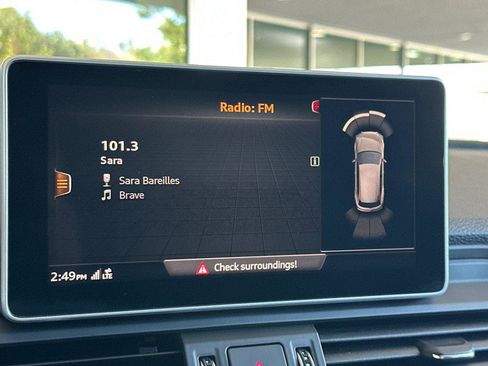 Radio: FM
101.3
Sara
Sara Bareilles
Brave
Check surroundings!
2:49PM LTE